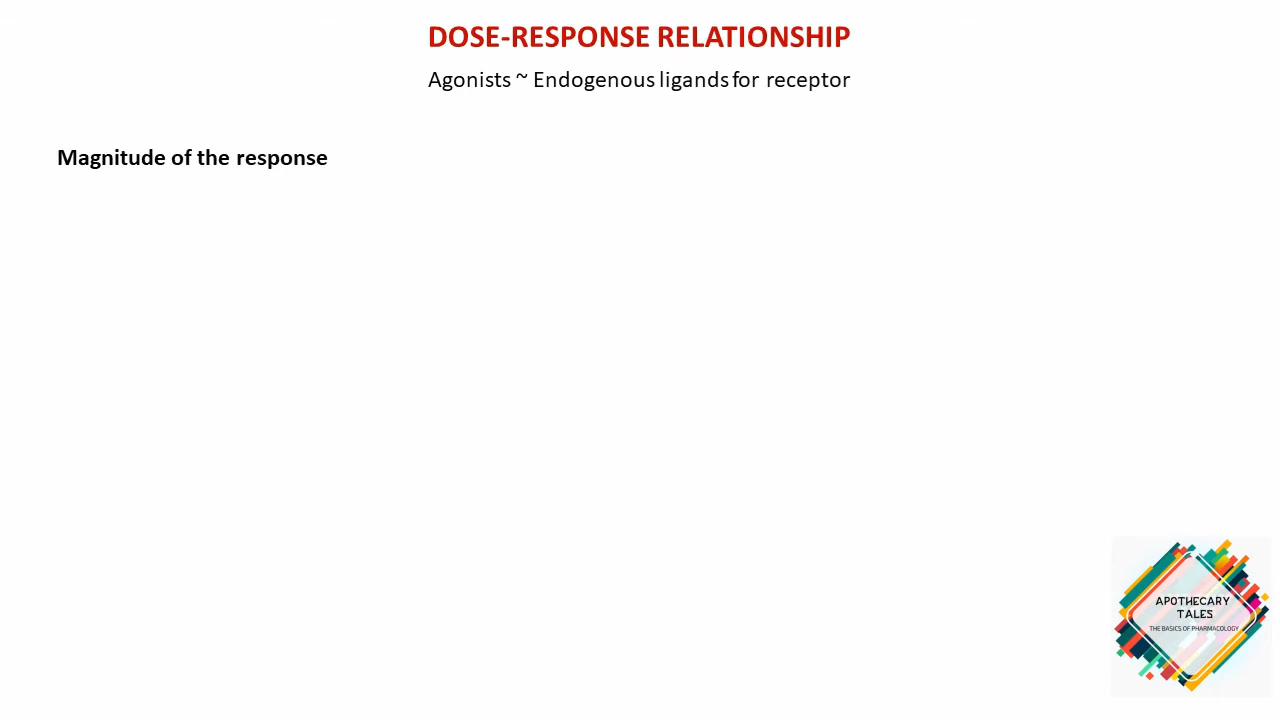 DOSE-RESPONSE RELATIONSHIP
Agonists ~ Endogenous ligands for receptor
Magnitude of the response
APOTHECARY
TALES
THE BASICS OF PHARMACOLOGY